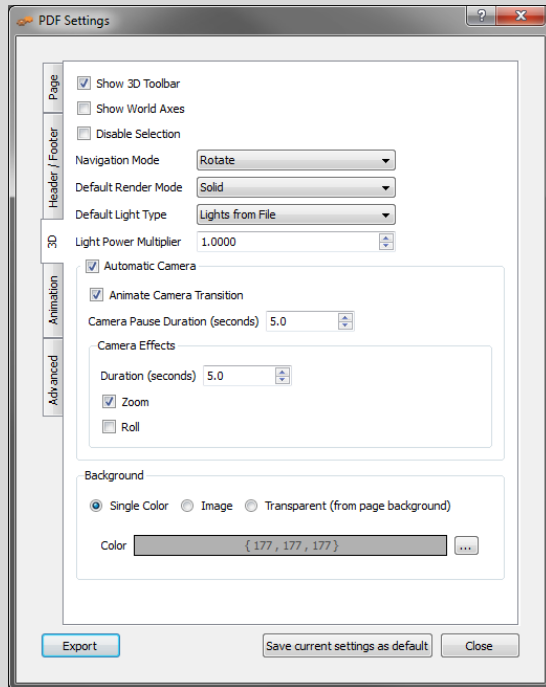 PDF Settings
?
Page
Header / Footer
3D
Animation
Advanced
Show 3D Toolbar
Show World Axes
Disable Selection
Navigation Mode Rotate
Default Render Mode Solid
Default Light Type Lights from File
Light Power Multiplier 1.0000
Automatic Camera
Animate Camera Transition
Camera Pause Duration (seconds) 5.0
Camera Effects
Duration (seconds) 5.0
Zoom
Roll
Background
Single Color Image Transparent (from page background)
Color { 177 , 177 , 177 } ...
Export Save current settings as default Close